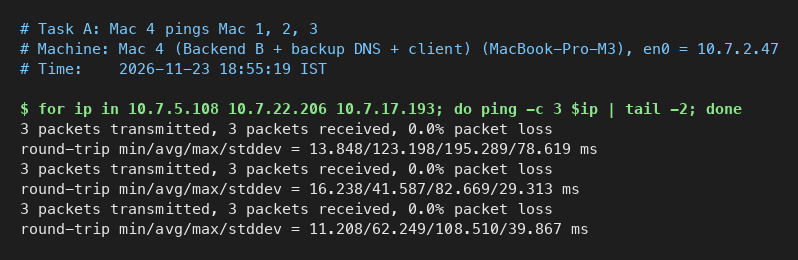 # Task A: Mac 4 pings Mac 1, 2, 3
# Machine: Mac 4 (Backend B + backup DNS + client) (MacBook-Pro-M3), en0 = 10.7.2.47
# Time:    2026-11-23 18:55:19 IST
$ for ip in 10.7.5.108 10.7.22.206 10.7.17.193; do ping -c 3 $ip | tail -2; done
3 packets transmitted, 3 packets received, 0.0% packet loss
round-trip min/avg/max/stddev = 13.848/123.198/195.289/78.619 ms
3 packets transmitted, 3 packets received, 0.0% packet loss
round-trip min/avg/max/stddev = 16.238/41.587/82.669/29.313 ms
3 packets transmitted, 3 packets received, 0.0% packet loss
round-trip min/avg/max/stddev = 11.208/62.249/108.510/39.867 ms